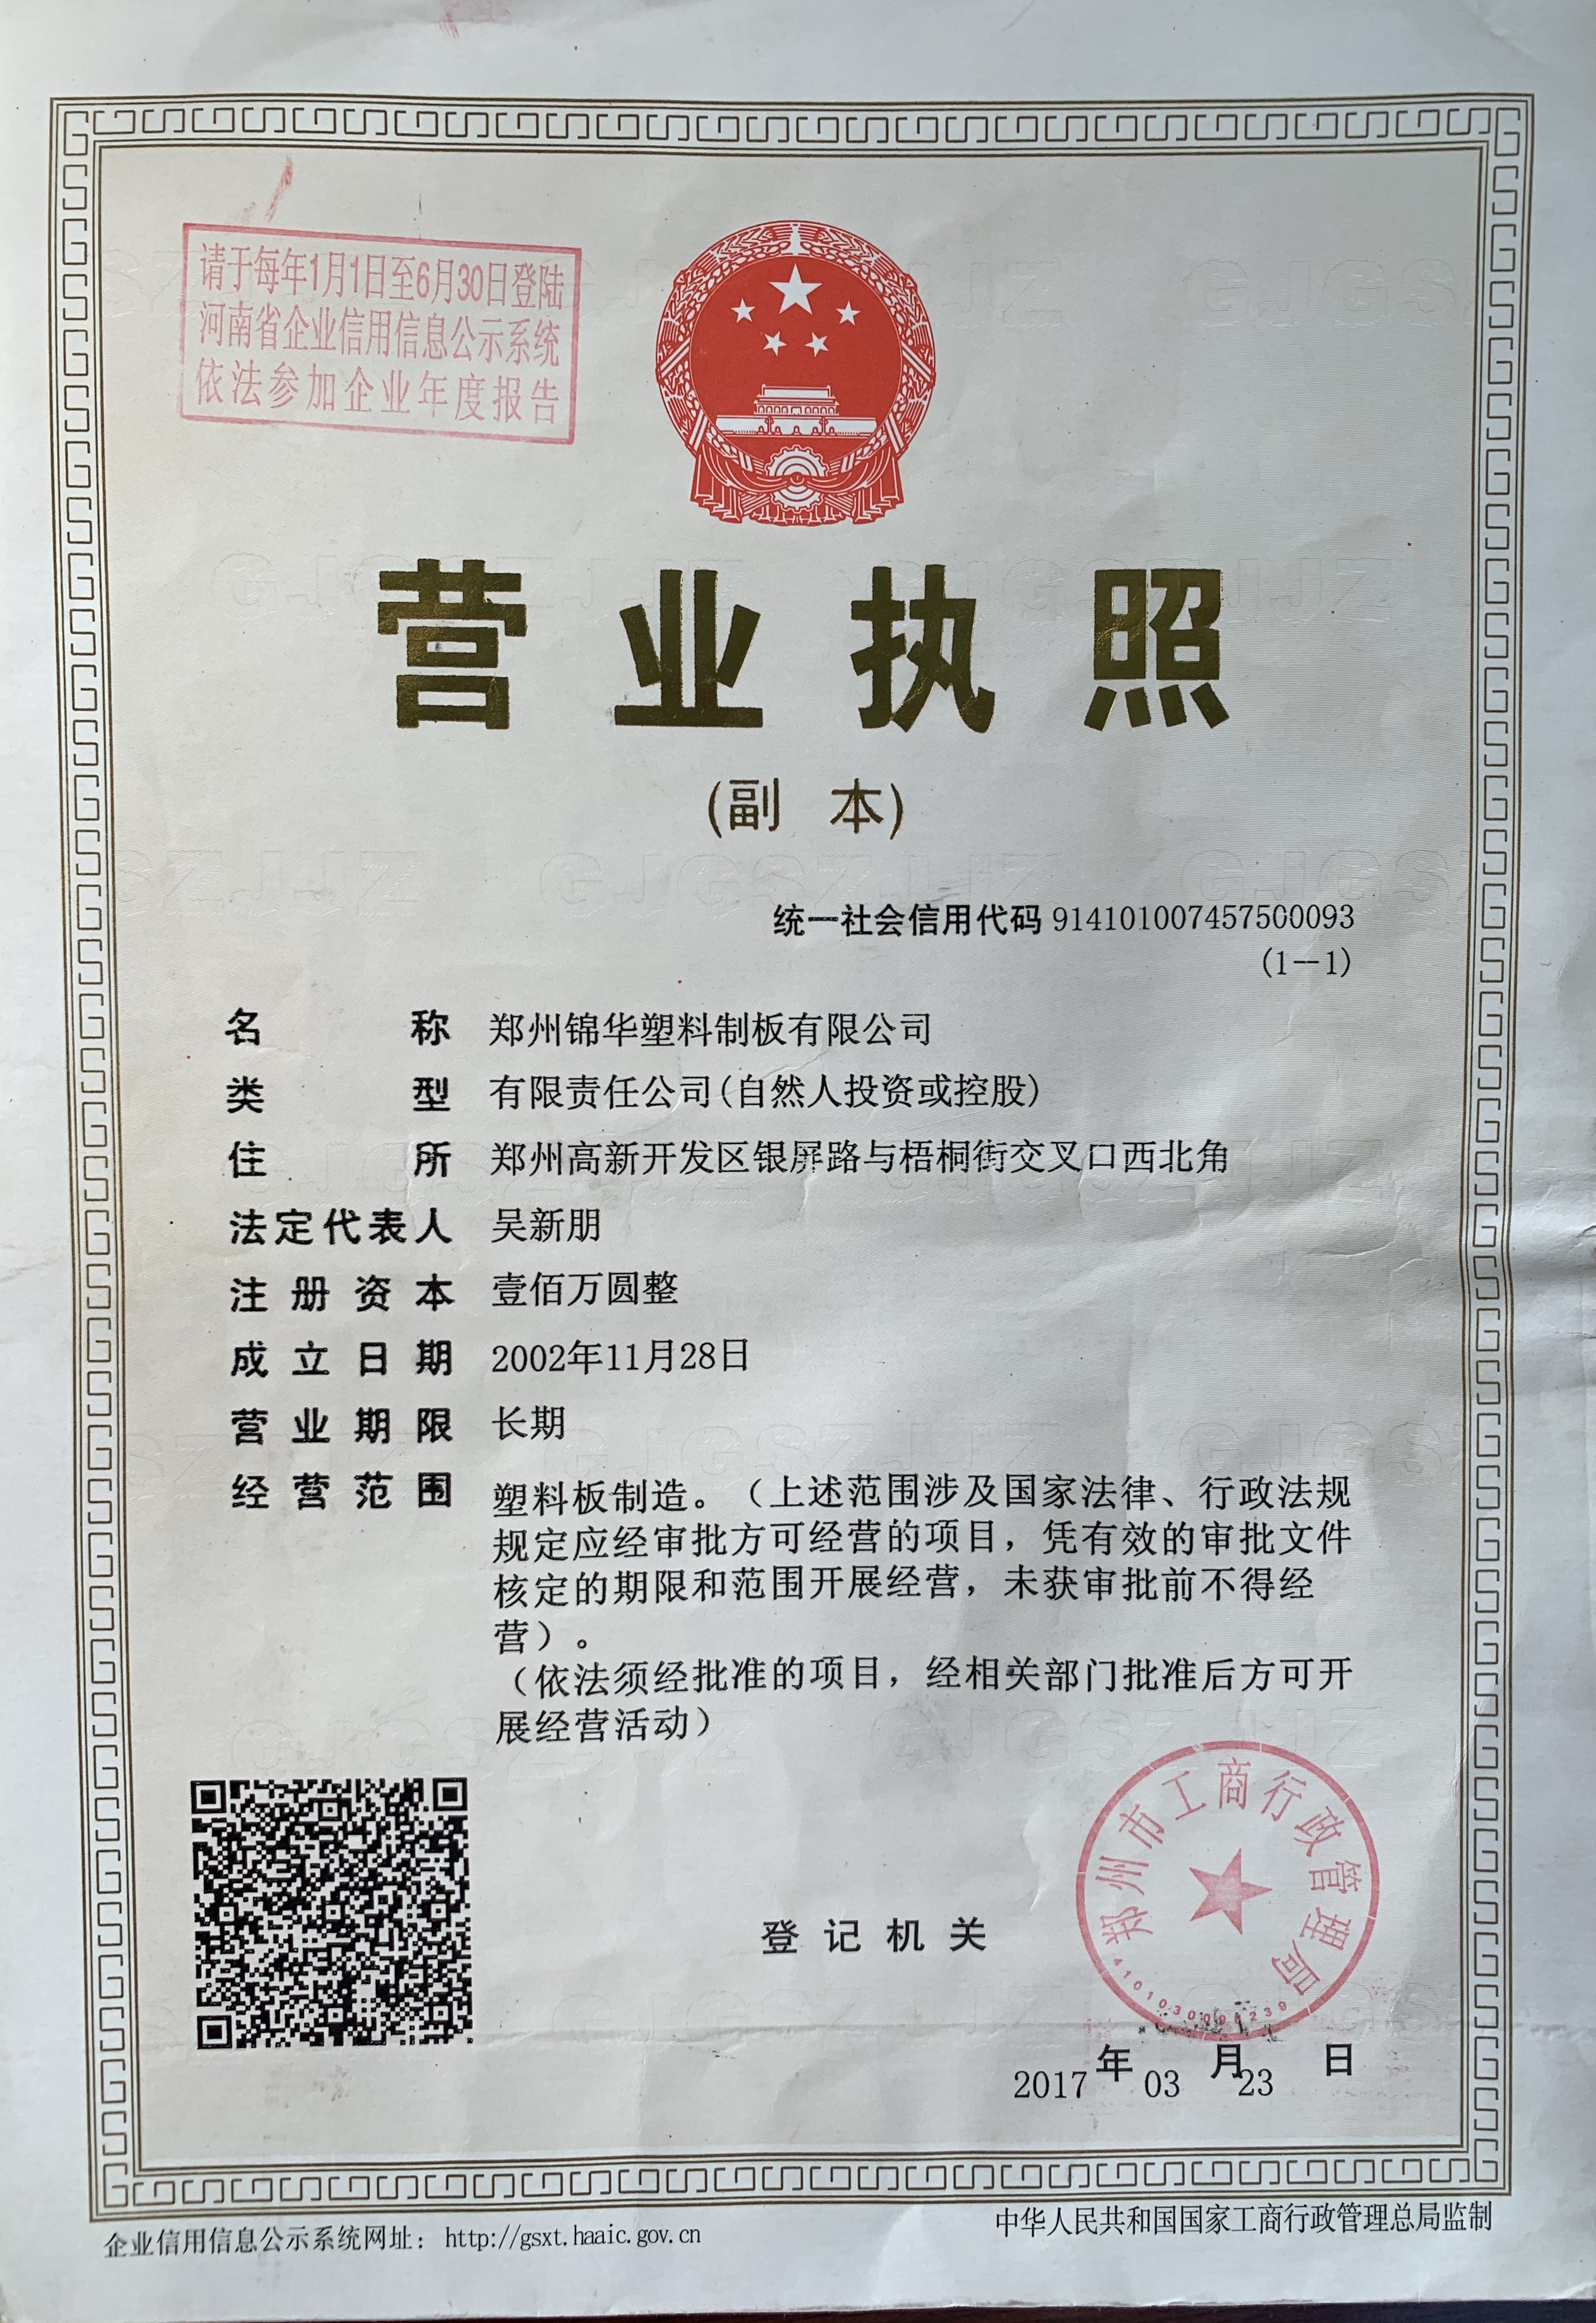 请于每年1月1日至6月30日登陆
河南省企业信用信息公示系统
依法参加企业年度报告
营业执照
(副 本)
统一社会信用代码 914101007457500093
(1-1)
名称 郑州锦华塑料制板有限公司
类型 有限责任公司(自然人投资或控股)
住所 郑州高新开发区银屏路与梧桐街交叉口西北角
法定代表人 吴新朋
注册资本 壹佰万圆整
成立日期 2002年11月28日
营业期限 长期
经营范围 塑料板制造。（上述范围涉及国家法律、行政法规
规定应经审批方可经营的项目，凭有效的审批文件
核定的期限和范围开展经营，未获审批前不得经
营）。
（依法须经批准的项目，经相关部门批准后方可开
展经营活动）
登记机关
郑州市工商行政管理局
2017年03月23日
企业信用信息公示系统网址：http://gsxt.haaic.gov.cn
中华人民共和国国家工商行政管理总局监制